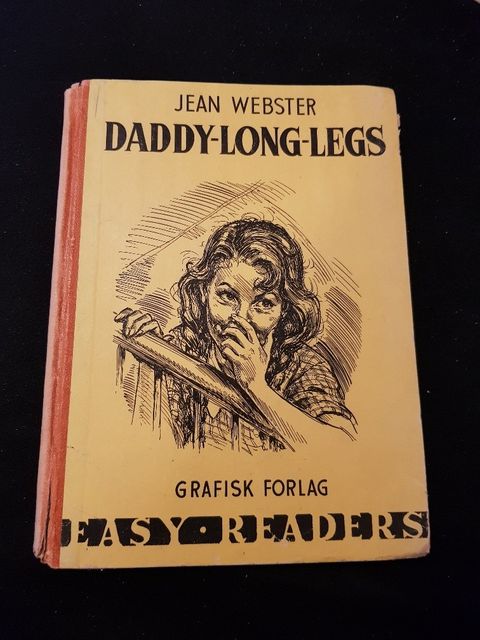 JEAN WEBSTER
DADDY-LONG-LEGS
GRAFISK FORLAG
EASY·READERS